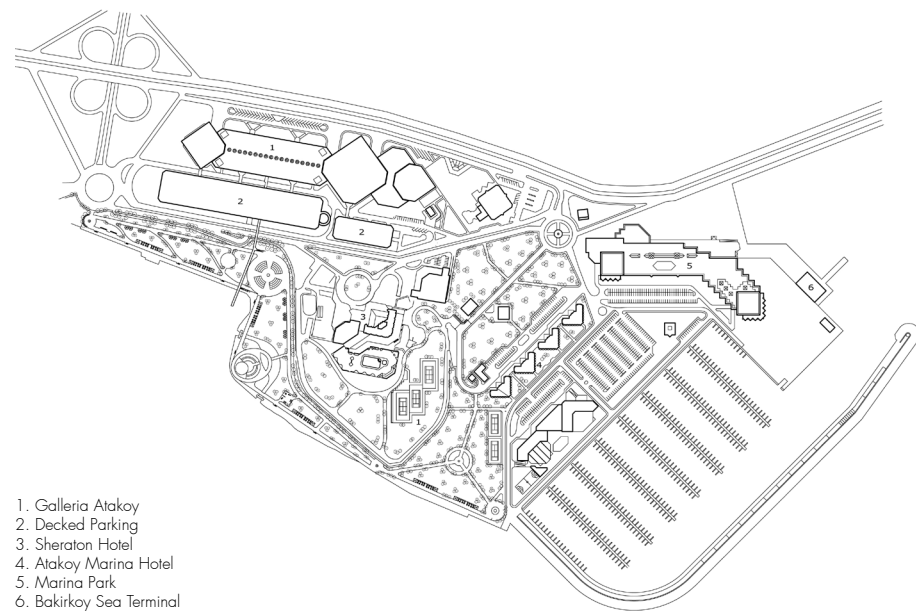 1
2
2
5
6
3
4
1
1. Galleria Atakoy
2. Decked Parking
3. Sheraton Hotel
4. Atakoy Marina Hotel
5. Marina Park
6. Bakirkoy Sea Terminal